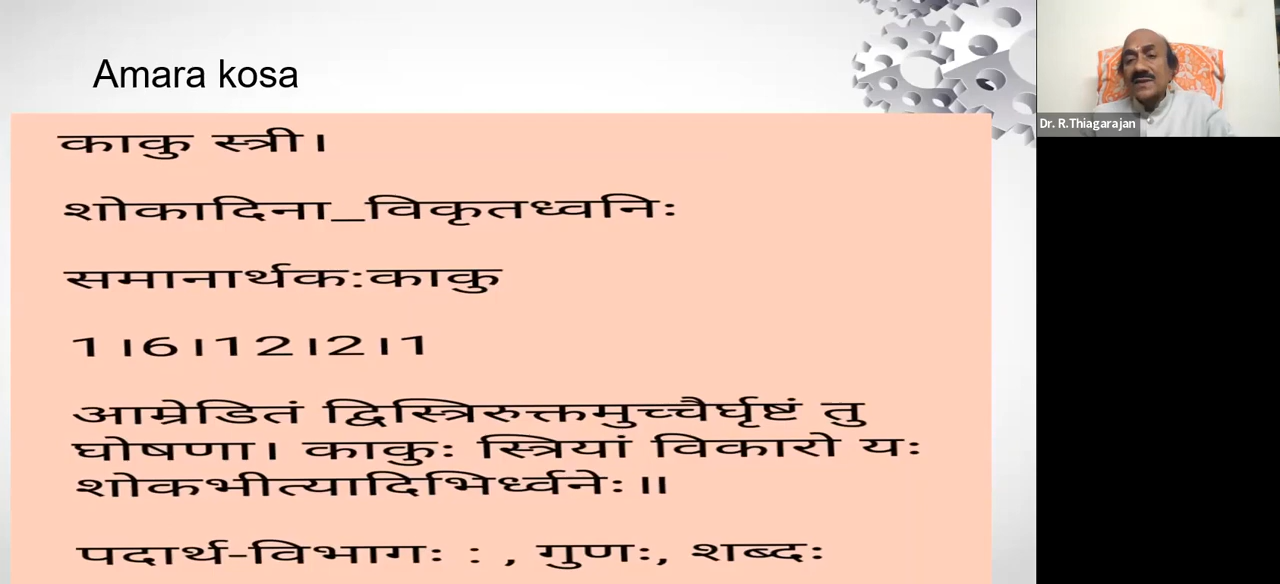 Amara kosa
काकु स्त्री।
शोकादिना_विकृतध्वनिः
समानार्थक:काकु
1।6।12।2।1
आम्रेडितं द्विस्त्रिरुक्तमुच्चैर्घृष्टं तु
घोषणा। काकुः स्त्रियां विकारो यः
शोकभीत्यादिभिर्ध्वनेः॥
पदार्थ-विभागः : , गुणः, शब्दः
Dr. R.Thiagarajan